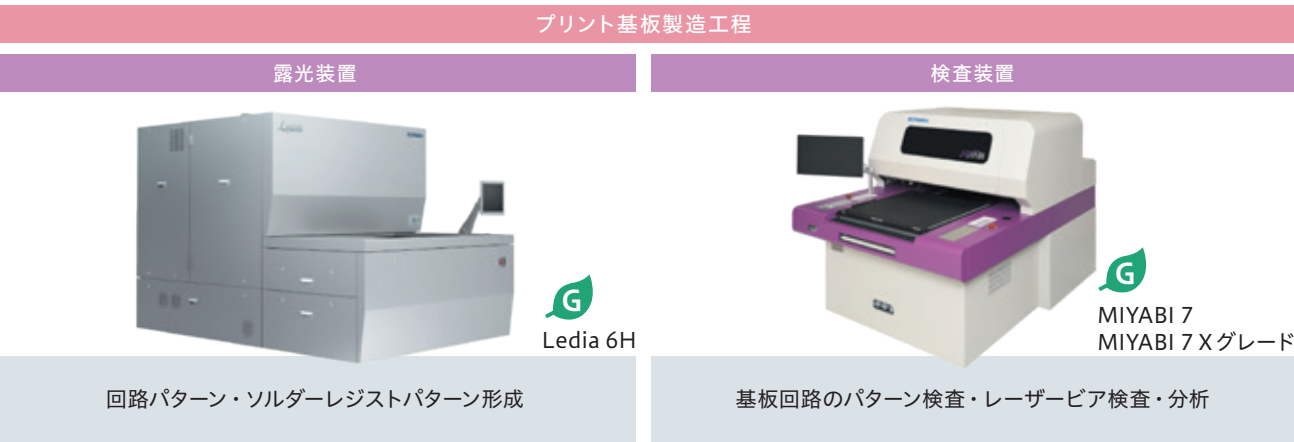 プリント基板製造工程
露光装置
検査装置
Ledia
G
Ledia 6H
G
MIYABI 7
MIYABI 7 X グレード
回路パターン・ソルダーレジストパターン形成
基板回路のパターン検査・レーザービア検査・分析